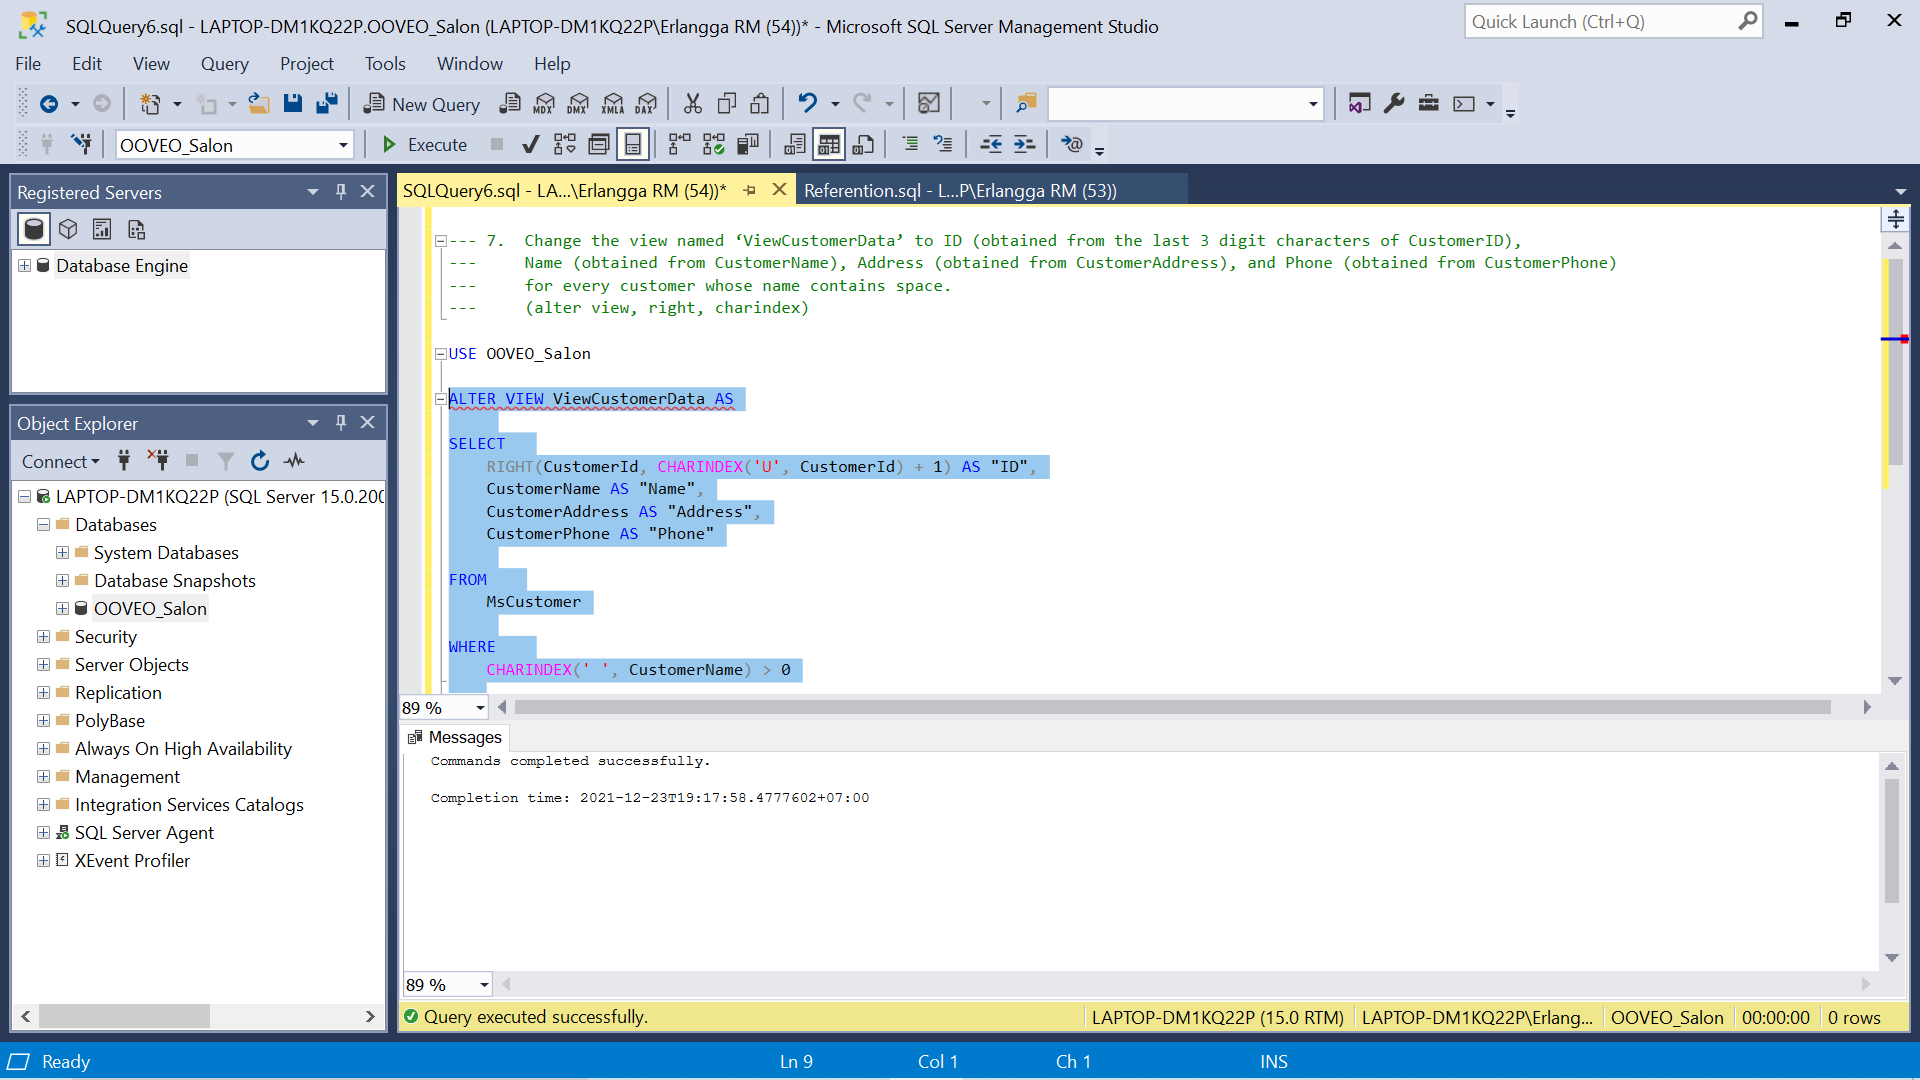 SQLQuery6.sql - LAPTOP-DM1KQ22P.OOVEO_Salon (LAPTOP-DM1KQ22P\Erlangga RM (54))* - Microsoft SQL Server Management Studio
Quick Launch (Ctrl+Q)
File Edit View Query Project Tools Window Help
New Query MDX DMX XMLA DAX
OOVEO_Salon Execute
Registered Servers
Database Engine
Object Explorer
Connect
LAPTOP-DM1KQ22P (SQL Server 15.0.200
Databases
System Databases
Database Snapshots
OOVEO_Salon
Security
Server Objects
Replication
PolyBase
Always On High Availability
Management
Integration Services Catalogs
SQL Server Agent
XEvent Profiler
SQLQuery6.sql - LA...\Erlangga RM (54))* Referention.sql - L...P\Erlangga RM (53))
--- 7. Change the view named ‘ViewCustomerData’ to ID (obtained from the last 3 digit characters of CustomerID),
--- Name (obtained from CustomerName), Address (obtained from CustomerAddress), and Phone (obtained from CustomerPhone)
--- for every customer whose name contains space.
--- (alter view, right, charindex)
USE OOVEO_Salon
ALTER VIEW ViewCustomerData AS
SELECT
RIGHT(CustomerId, CHARINDEX('U', CustomerId) + 1) AS "ID",
CustomerName AS "Name",
CustomerAddress AS "Address",
CustomerPhone AS "Phone"
FROM
MsCustomer
WHERE
CHARINDEX(' ', CustomerName) > 0
89 %
Messages
Commands completed successfully.
Completion time: 2021-12-23T19:17:58.4777602+07:00
89 %
Query executed successfully. LAPTOP-DM1KQ22P (15.0 RTM) LAPTOP-DM1KQ22P\Erlang... OOVEO_Salon 00:00:00 0 rows
Ready Ln 9 Col 1 Ch 1 INS